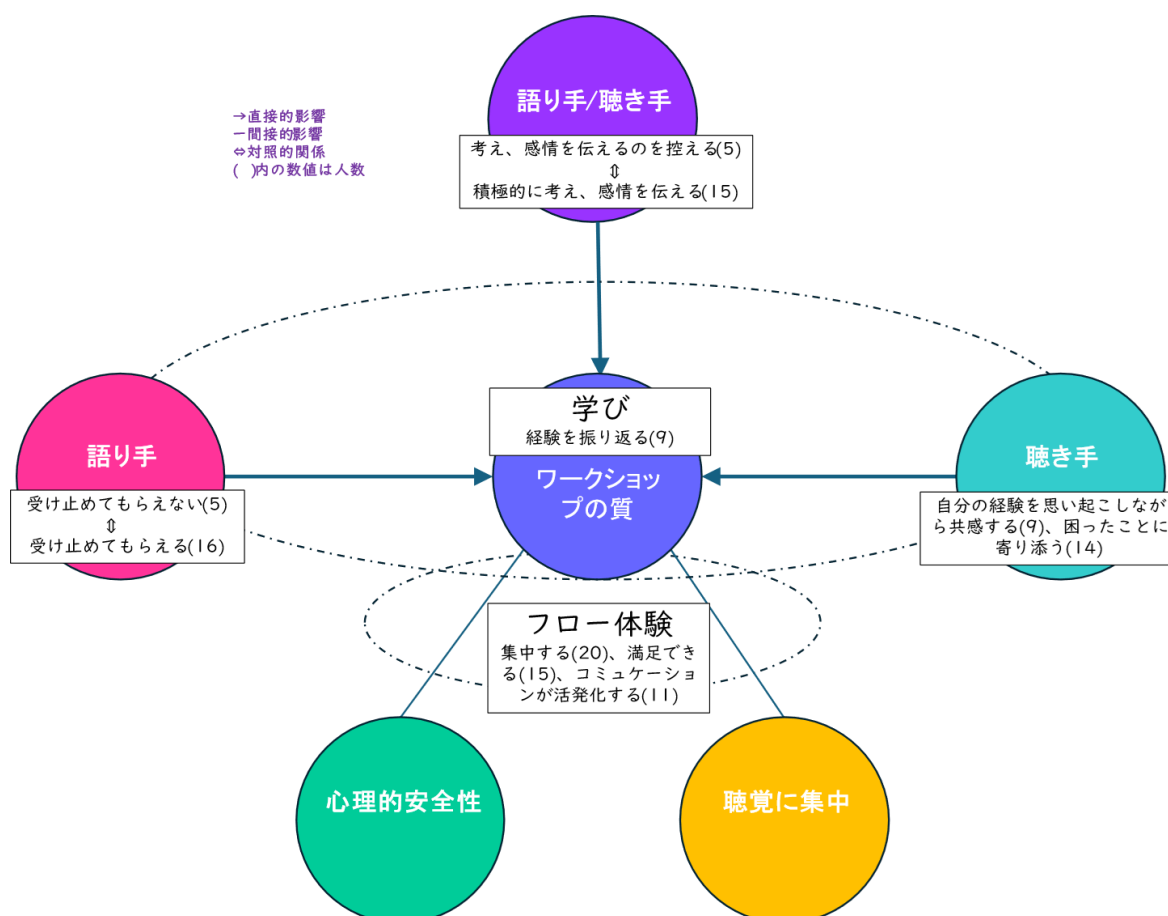 語り手/聴き手
→直接的影響
ー間接的影響
⇔対照的関係
(　)内の数値は人数
考え、感情を伝えるのを控える(5)
⇕
積極的に考え、感情を伝える(15)
学び
経験を振り返る(9)
ワークショッ
プの質
語り手
受け止めてもらえない(5)
⇕
受け止めてもらえる(16)
聴き手
自分の経験を思い起こしなが
ら共感する(9)、困ったことに
寄り添う(14)
フロー体験
集中する(20)、満足でき
る(15)、コミュケーショ
ンが活発化する(11)
心理的安全性
聴覚に集中